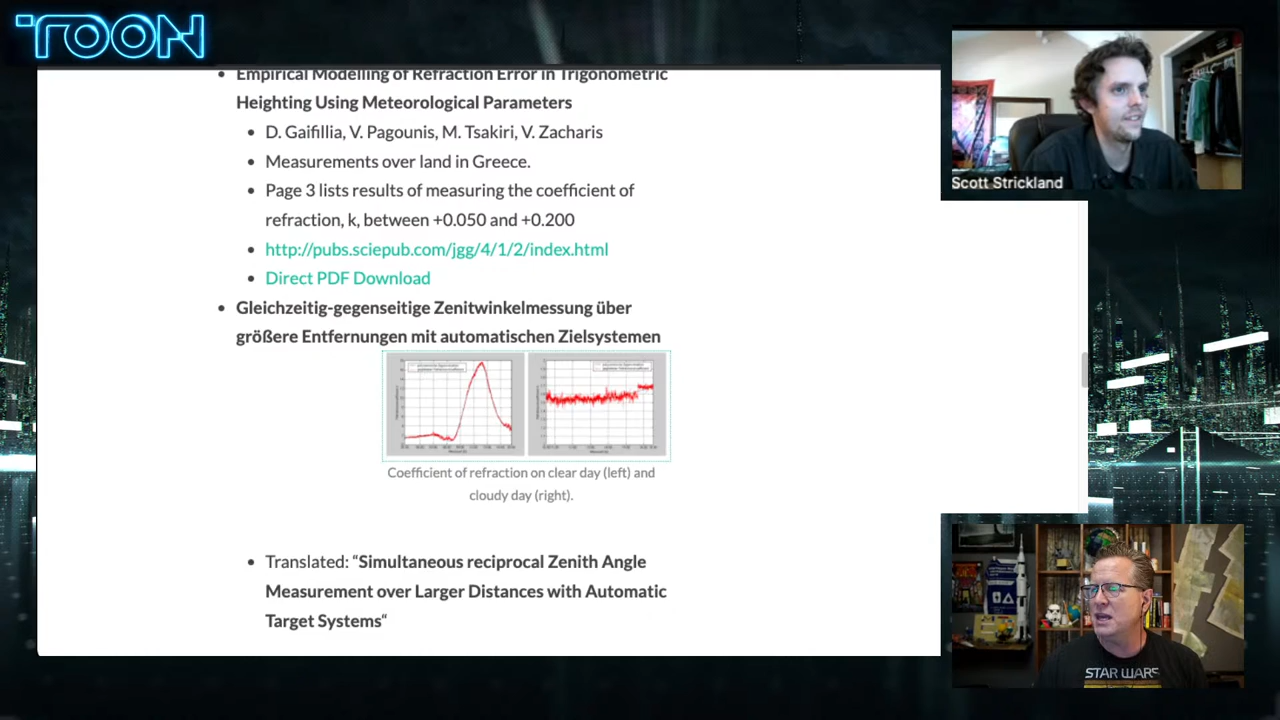 TOON
Empirical Modelling of Refraction Error in Trigonometric
Heighting Using Meteorological Parameters
D. Gaifillia, V. Pagounis, M. Tsakiri, V. Zacharis
Measurements over land in Greece.
Page 3 lists results of measuring the coefficient of
refraction, k, between +0.050 and +0.200
http://pubs.sciepub.com/jgg/4/1/2/index.html
Direct PDF Download
Gleichzeitig-gegenseitige Zenitwinkelmessung über
größere Entfernungen mit automatischen Zielsystemen
Coefficient of refraction on clear day (left) and
cloudy day (right).
Translated: “Simultaneous reciprocal Zenith Angle
Measurement over Larger Distances with Automatic
Target Systems“
Scott Strickland
STAR WARS